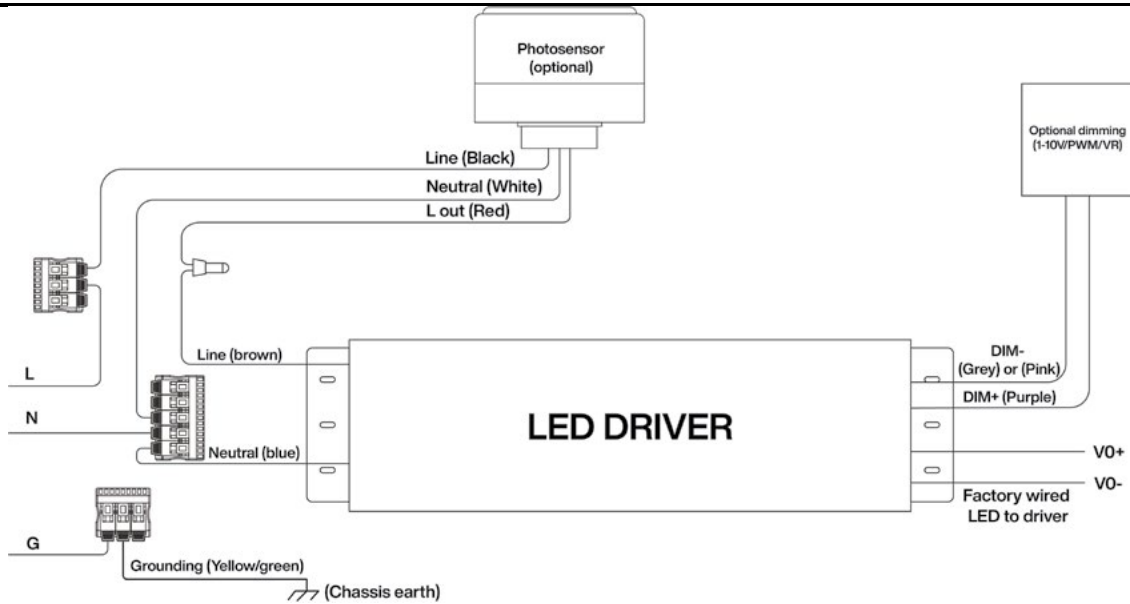 Photosensor
(optional)
Optional dimming
(1-10V/PWM/VR)
Line (Black)
Neutral (White)
L out (Red)
Line (brown)
L
N
Neutral (blue)
LED DRIVER
DIM-
(Grey) or (Pink)
DIM+ (Purple)
V0+
V0-
Factory wired
LED to driver
G
Grounding (Yellow/green)
(Chassis earth)